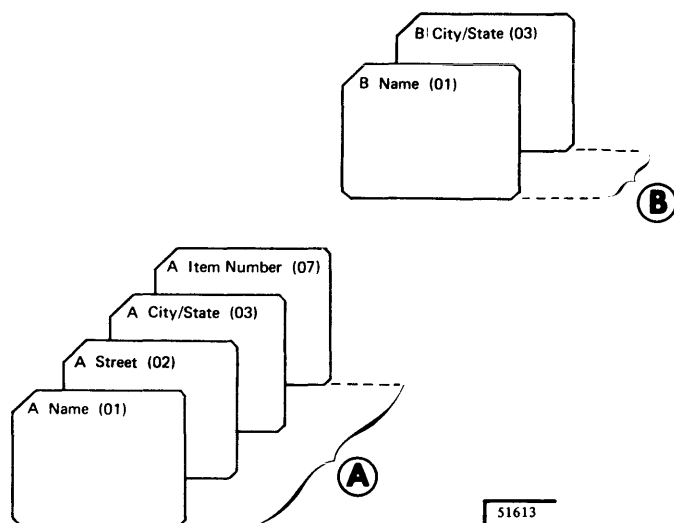 B City/State (03)
B Name (01)
B
A Item Number (07)
A City/State (03)
A Street (02)
A Name (01)
A
51613